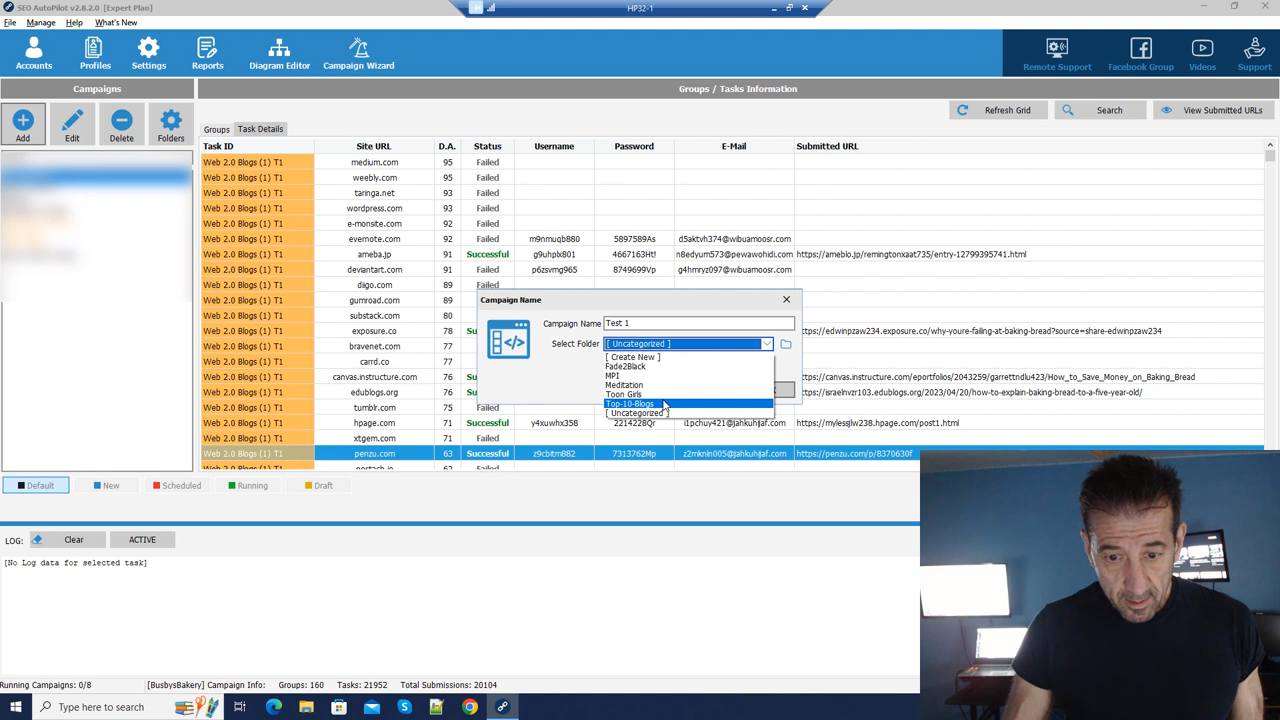 SEO AutoPilot v2.8.2.0 [Expert Plan]
HP32-1
File Manage Help What's New
Accounts Profiles Settings Reports Diagram Editor Campaign Wizard
Remote Support Facebook Group Videos Support
Campaigns
Groups / Tasks Information
Add Edit Delete Folders
Refresh Grid Search View Submitted URLs
Groups Task Details
Task ID Site URL D.A. Status Username Password E-Mail Submitted URL
Web 2.0 Blogs (1) T1 medium.com 95 Failed
Web 2.0 Blogs (1) T1 weebly.com 95 Failed
Web 2.0 Blogs (1) T1 taringa.net 93 Failed
Web 2.0 Blogs (1) T1 wordpress.com 93 Failed
Web 2.0 Blogs (1) T1 e-monsite.com 92 Failed
Web 2.0 Blogs (1) T1 evernote.com 92 Failed m9nmuqb880 5897589As d5aktvh374@wibuamoosr.com
Web 2.0 Blogs (1) T1 ameba.jp 91 Successful g9uhplx801 4667163Ht! n8edyum573@pewawohidi.com https://ameblo.jp/remingtonxaat735/entry-12799395741.html
Web 2.0 Blogs (1) T1 deviantart.com 91 Failed p6zsvmg965 8749699Vp g4hmryz097@wibuamoosr.com
Web 2.0 Blogs (1) T1 diigo.com 89 Failed
Web 2.0 Blogs (1) T1 gumroad.com 89
Web 2.0 Blogs (1) T1 substack.com 80
Web 2.0 Blogs (1) T1 exposure.co 78 /edwinpzaw234.exposure.co/why-youre-failing-at-baking-bread?source=share-edwinpzaw234
Web 2.0 Blogs (1) T1 bravenet.com 89
Web 2.0 Blogs (1) T1 carrd.co
Web 2.0 Blogs (1) T1 canvas.instructure.com /canvas.instructure.com/eportfolios/2043259/garrettndlu423/How_to_Save_Money_on_Baking_Bread
Web 2.0 Blogs (1) T1 edublogs.org /israelnvzr103.edublogs.org/2023/04/20/how-to-explain-baking-bread-to-a-five-year-old/
Web 2.0 Blogs (1) T1 tumblr.com 75 Failed
Web 2.0 Blogs (1) T1 hpage.com 71 Successful y4xuwhx358 2214228Qr i1pchuy421@jahkuhjjaf.com https://mylessjlw238.hpage.com/post1.html
Web 2.0 Blogs (1) T1 xtgem.com 71 Failed
Web 2.0 Blogs (1) T1 penzu.com 63 Successful z9cbitm882 7313762Mp z2mknln005@jahkuhjjaf.com https://penzu.com/p/8370630f
Campaign Name
Campaign Name Test 1
Select Folder [ Uncategorized ]
[ Create New ]
Fade2Black
MPI
Meditation
Toon Girls
Top-10-Blogs
[ Uncategorized ]
Default New Scheduled Running Draft
LOG: Clear ACTIVE
[No Log data for selected task]
Running Campaigns: 0/8 [BusbysBakery] Campaign Info: Groups: 160 Tasks: 21952 Total Submissions: 20104
Type here to search